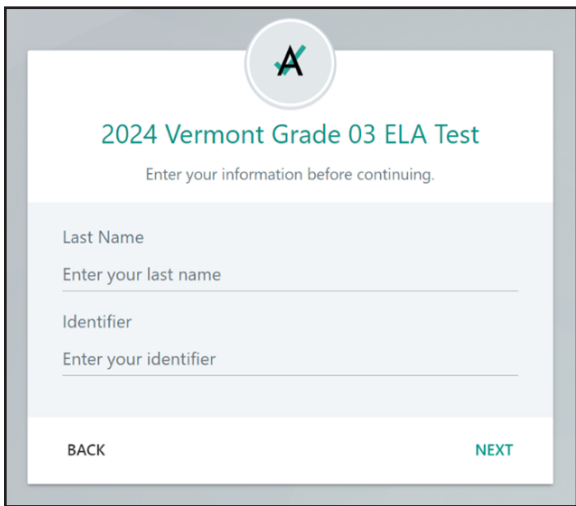 2024 Vermont Grade 03 ELA Test
Enter your information before continuing.
Last Name
Enter your last name
Identifier
Enter your identifier
BACK NEXT